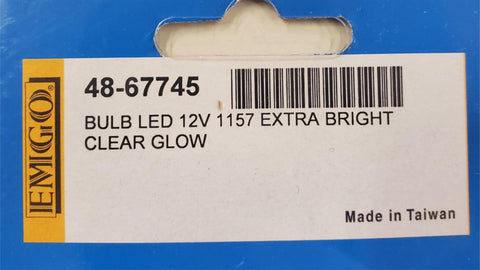 EMGO®
48-67745
BULB LED 12V 1157 EXTRA BRIGHT
CLEAR GLOW
Made in Taiwan